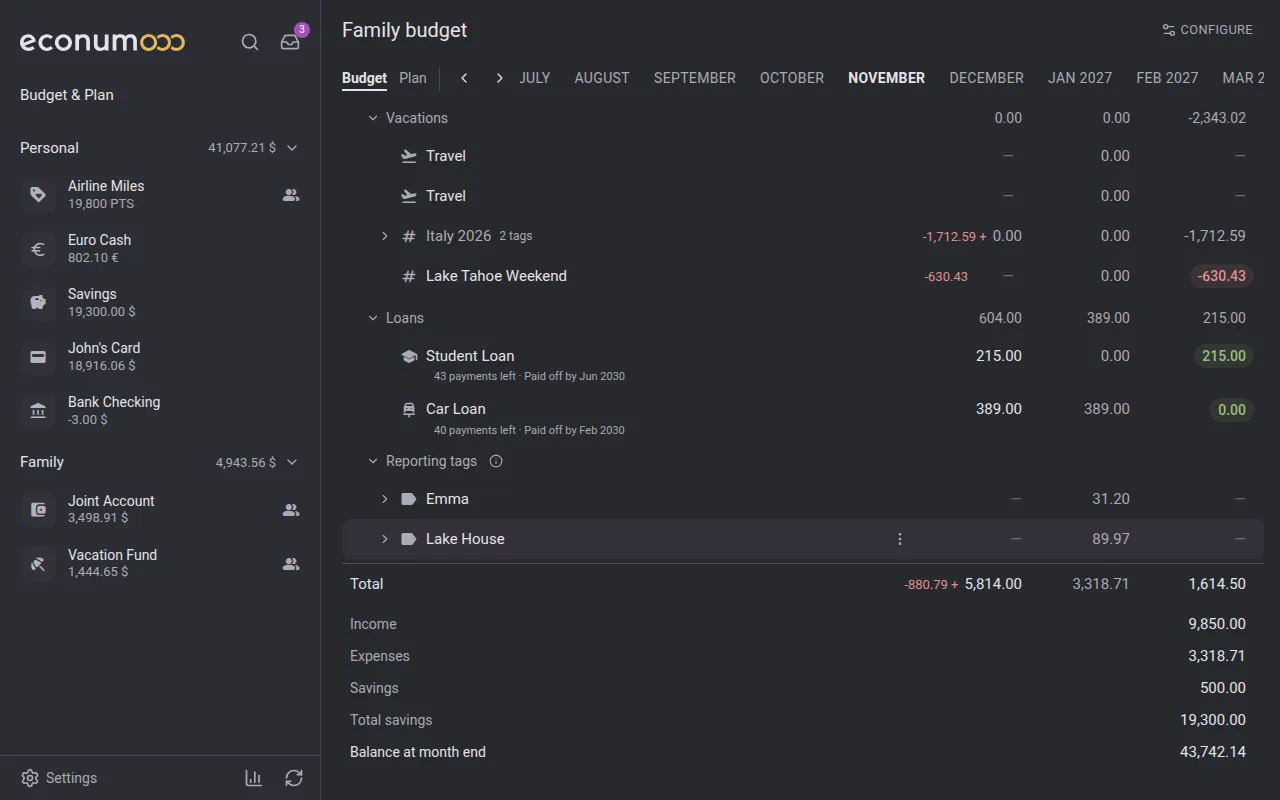 econumo
3
Budget & Plan
Personal 41,077.21 $
Airline Miles
19,800 PTS
Euro Cash
802.10 €
Savings
19,300.00 $
John's Card
18,916.06 $
Bank Checking
-3.00 $
Family 4,943.56 $
Joint Account
3,498.91 $
Vacation Fund
1,444.65 $
Settings
Family budget CONFIGURE
Budget Plan JULY AUGUST SEPTEMBER OCTOBER NOVEMBER DECEMBER JAN 2027 FEB 2027 MAR 2
Vacations 0.00 0.00 -2,343.02
Travel — 0.00 —
Travel — 0.00 —
# Italy 2026 2 tags -1,712.59 + 0.00 0.00 -1,712.59
# Lake Tahoe Weekend -630.43 — 0.00 -630.43
Loans 604.00 389.00 215.00
Student Loan 215.00 0.00 215.00
43 payments left · Paid off by Jun 2030
Car Loan 389.00 389.00 0.00
40 payments left · Paid off by Feb 2030
Reporting tags
Emma — 31.20 —
Lake House — 89.97 —
Total -880.79 + 5,814.00 3,318.71 1,614.50
Income 9,850.00
Expenses 3,318.71
Savings 500.00
Total savings 19,300.00
Balance at month end 43,742.14